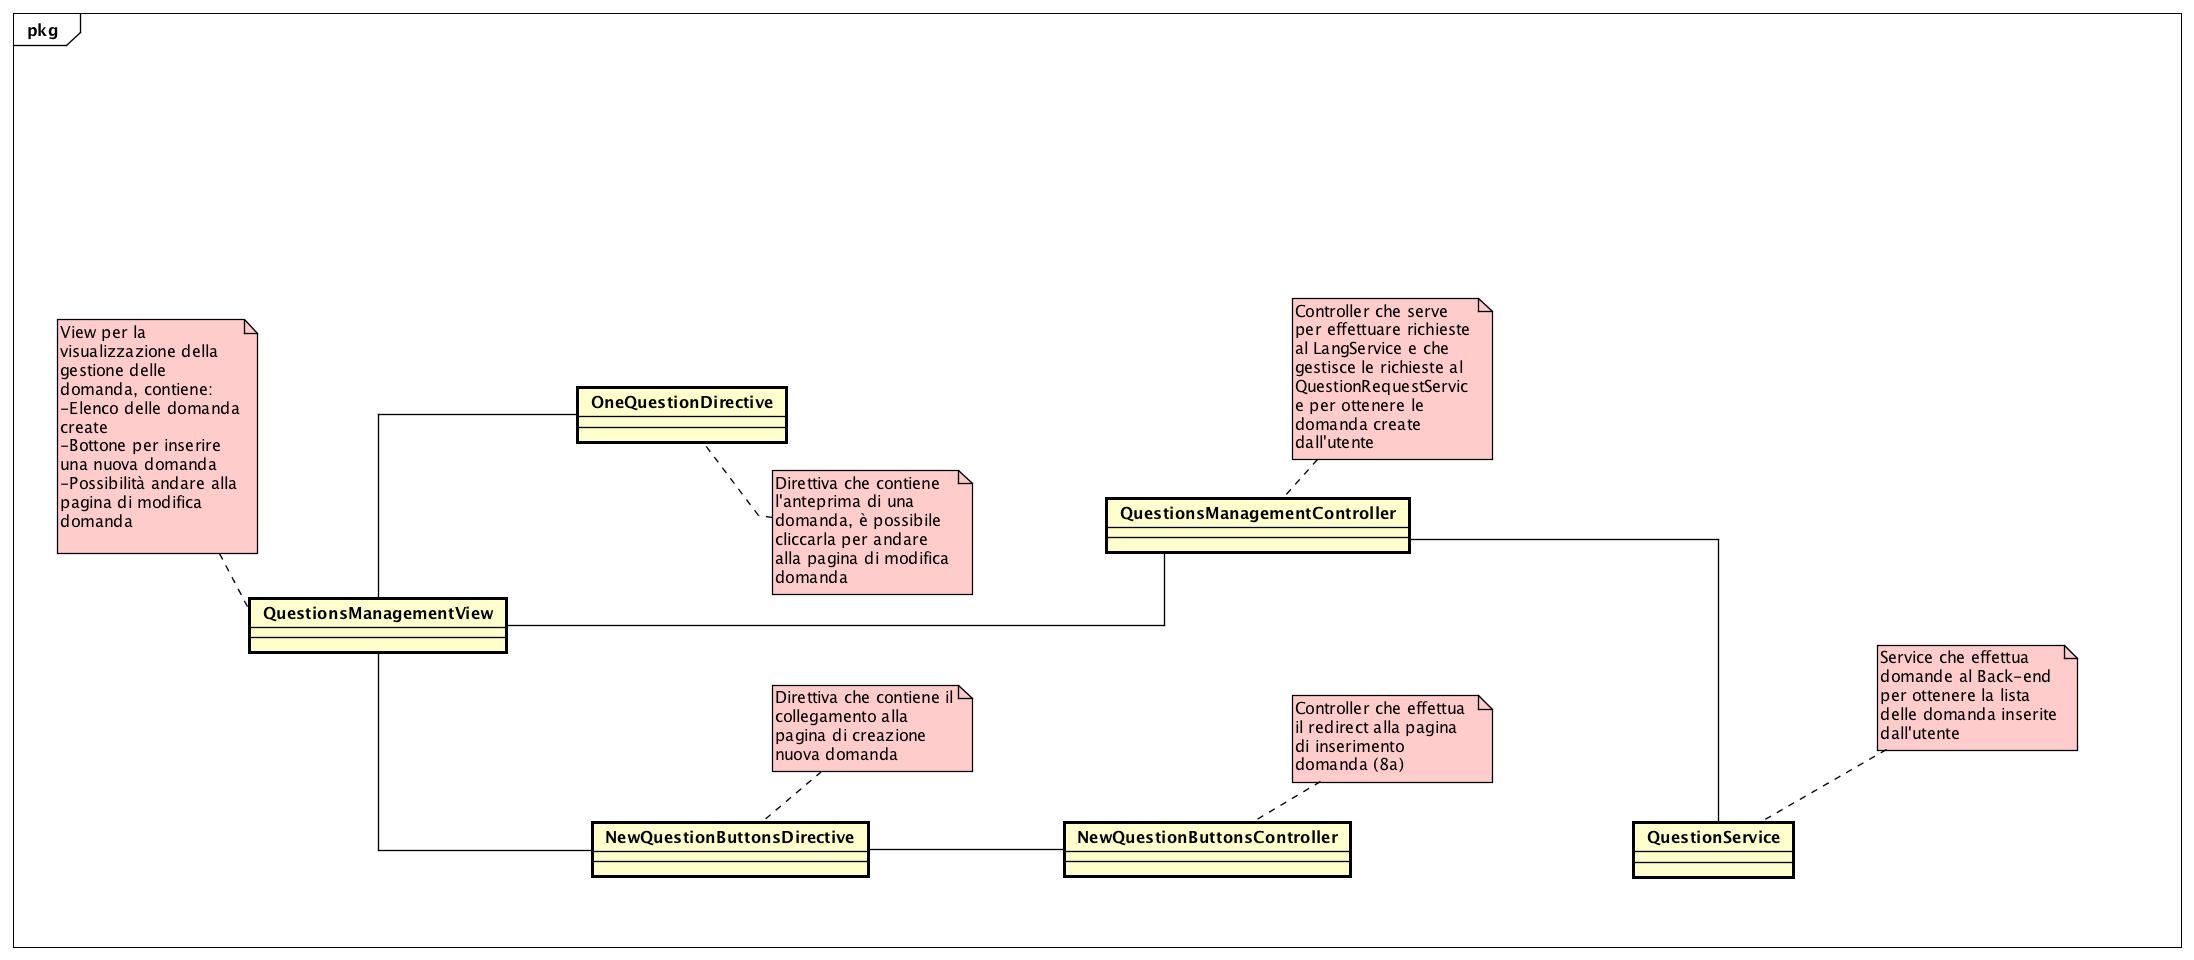 pkg
View per la
visualizzazione della
gestione delle
domanda, contiene:
-Elenco delle domanda
create
-Bottone per inserire
una nuova domanda
-Possibilità andare alla
pagina di modifica
domanda
OneQuestionDirective
Direttiva che contiene
l'anteprima di una
domanda, è possibile
cliccarla per andare
alla pagina di modifica
domanda
Controller che serve
per effettuare richieste
al LangService e che
gestisce le richieste al
QuestionRequestServic
e per ottenere le
domanda create
dall'utente
QuestionsManagementController
QuestionsManagementView
Direttiva che contiene il
collegamento alla
pagina di creazione
nuova domanda
Controller che effettua
il redirect alla pagina
di inserimento
domanda (8a)
Service che effettua
domande al Back-end
per ottenere la lista
delle domanda inserite
dall'utente
NewQuestionButtonsDirective
NewQuestionButtonsController
QuestionService